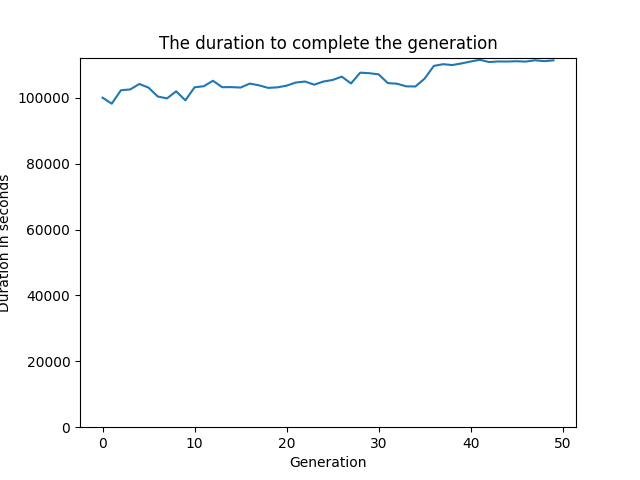 The duration to complete the generation
Duration in seconds
100000
80000
60000
40000
20000
0
0 10 20 30 40 50
Generation